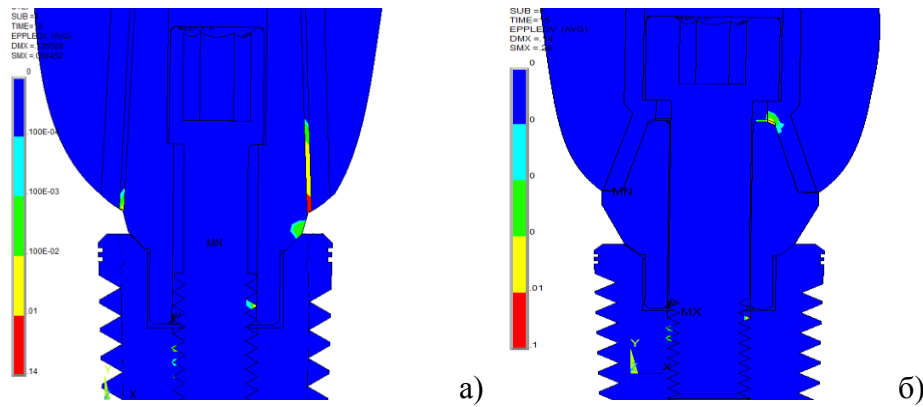 SUB =
TIME=
EPPLEQV (AVG)
SMX =
0
.100E-04
.100E-03
.100E-02
.01
.14
MN
Y
X
а)
SUB =
TIME=
EPPLEQV (AVG)
DMX =
SMX =
0
0
0
0
.01
.1
MN
MX
Y
X
б)